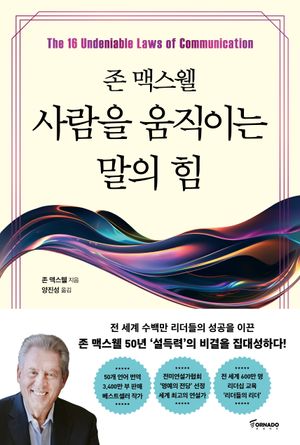 The 16 Undeniable Laws of Communication
존 맥스웰
사람을 움직이는
말의 힘
존 맥스웰 지음
양진성 옮김
전 세계 수백만 리더들의 성공을 이끈
존 맥스웰 50년 ‘설득력’의 비결을 집대성하다!
50개 언어 번역
3,400만 부 판매
베스트셀러 작가
전미연설가협회
‘명예의 전당’ 선정
세계 최고의 연설가
전 세계 600만 명
리더십 교육
‘리더들의 리더’
TORNADO